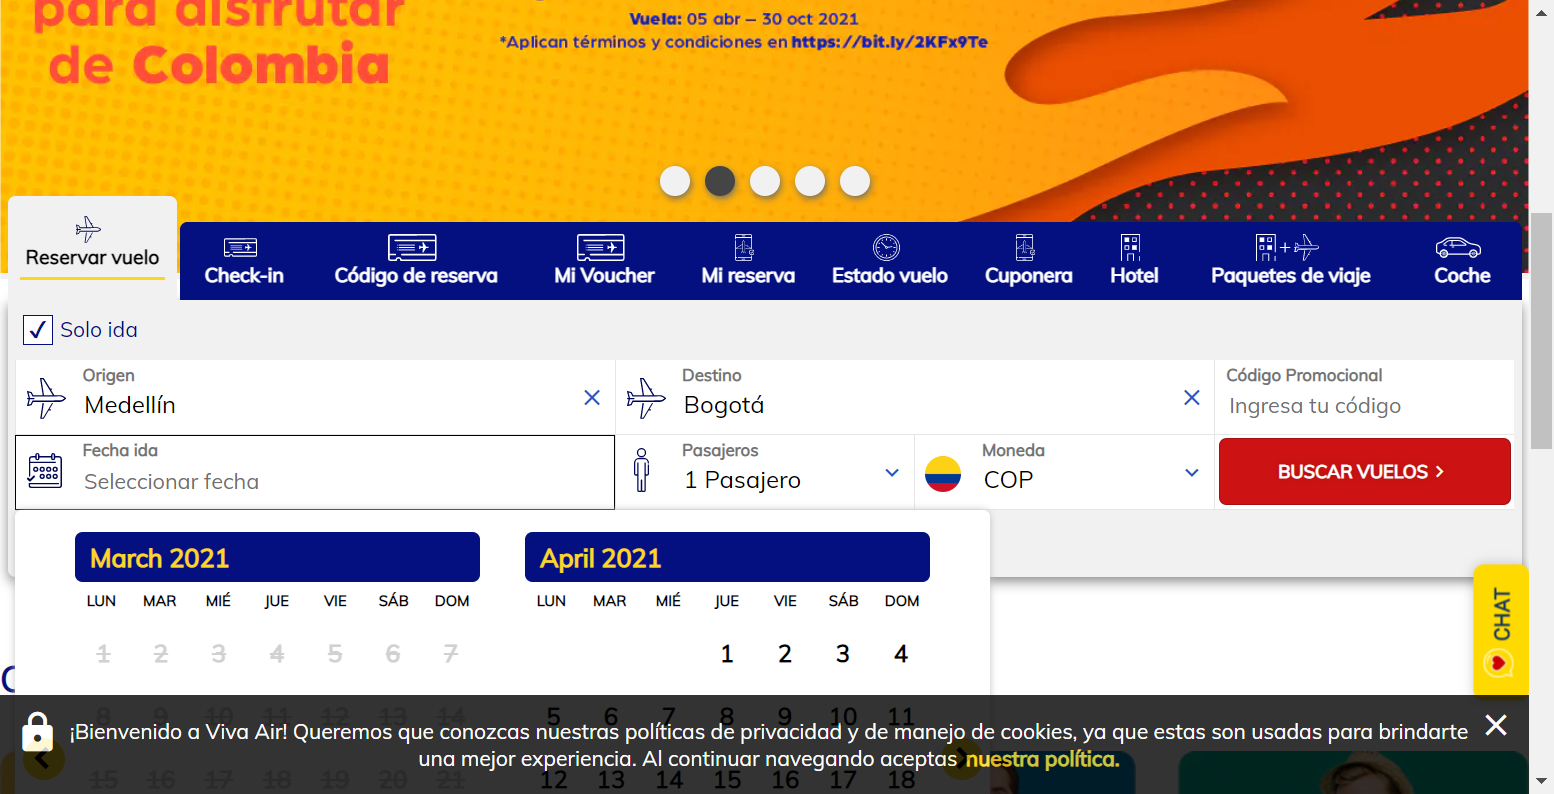 para disfrutar
de Colombia
Vuela: 05 abr – 30 oct 2021
*Aplican términos y condiciones en https://bit.ly/2KFx9Te
Reservar vuelo
Check-in
Código de reserva
Mi Voucher
Mi reserva
Estado vuelo
Cuponera
Hotel
Paquetes de viaje
Coche
Solo ida
Origen
Medellín
Destino
Bogotá
Código Promocional
Ingresa tu código
Fecha ida
Seleccionar fecha
Pasajeros
1 Pasajero
Moneda
COP
BUSCAR VUELOS
March 2021
LUN MAR MIÉ JUE VIE SÁB DOM
1 2 3 4 5 6 7
8 9 10 11 12 13 14
15 16 17 18 19 20 21
April 2021
LUN MAR MIÉ JUE VIE SÁB DOM
1 2 3 4
5 6 7 8 9 10 11
12 13 14 15 16 17 18
CHAT
¡Bienvenido a Viva Air! Queremos que conozcas nuestras políticas de privacidad y de manejo de cookies, ya que estas son usadas para brindarte
una mejor experiencia. Al continuar navegando aceptas nuestra política.